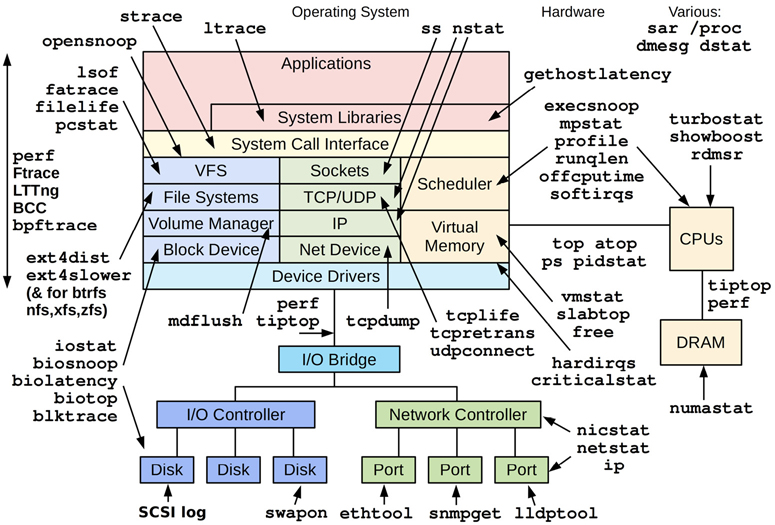 Operating System
Hardware
Various:
sar /proc
dmesg dstat
strace
opensnoop
ltrace
ss nstat
lsof
fatrace
filelife
pcstat
gethostlatency
perf
Ftrace
LTTng
BCC
bpftrace
Applications
System Libraries
System Call Interface
VFS
Sockets
Scheduler
File Systems
TCP/UDP
Volume Manager
IP
Virtual
Memory
Block Device
Net Device
Device Drivers
execsnoop
mpstat
profile
runqlen
offcputime
softirqs
turbostat
showboost
rdmsr
CPUs
top atop
ps pidstat
ext4dist
ext4slower
(& for btrfs
nfs,xfs,zfs)
mdflush
perf
tiptop
tcpdump
tcplife
tcpretrans
udpconnect
vmstat
slabtop
free
tiptop
perf
DRAM
hardirqs
criticalstat
numastat
iostat
biosnoop
biolatency
biotop
blktrace
I/O Bridge
I/O Controller
Network Controller
nicstat
netstat
ip
Disk
Disk
Disk
Port
Port
Port
SCSI log
swapon
ethtool
snmpget
lldptool